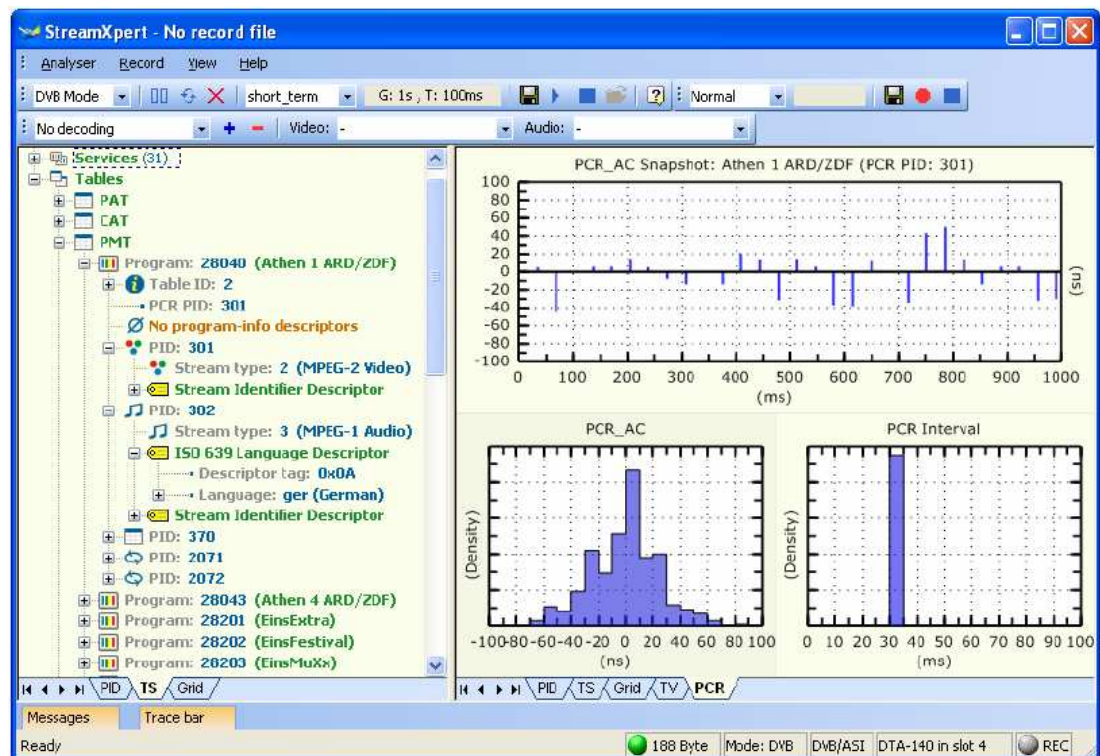 StreamXpert - No record file
Analyser Record View Help
DVB Mode short_term G: 1s , T: 100ms Normal
No decoding Video: - Audio: -
Services (31)
Tables
PAT
CAT
PMT
Program: 28040 (Athen 1 ARD/ZDF)
Table ID: 2
PCR PID: 301
No program-info descriptors
PID: 301
Stream type: 2 (MPEG-2 Video)
Stream Identifier Descriptor
PID: 302
Stream type: 3 (MPEG-1 Audio)
ISO 639 Language Descriptor
Descriptor tag: 0x0A
Language: ger (German)
Stream Identifier Descriptor
PID: 370
PID: 2071
PID: 2072
Program: 28043 (Athen 4 ARD/ZDF)
Program: 28201 (EinsExtra)
Program: 28202 (EinsFestival)
Program: 28203 (EinsMuXx)
PID TS Grid
PCR_AC Snapshot: Athen 1 ARD/ZDF (PCR PID: 301)
100
80
60
40
20
0
-20
-40
-60
-80
-100
(ns)
0 100 200 300 400 500 600 700 800 900 1000
(ms)
PCR_AC
(Density)
-100 -80 -60 -40 -20 0 20 40 60 80 100
(ns)
PCR Interval
(Density)
0 10 20 30 40 50 60 70 80 90 100
(ms)
PID TS Grid TV PCR
Messages Trace bar
Ready 188 Byte Mode: DVB DVB/ASI DTA-140 in slot 4 REC